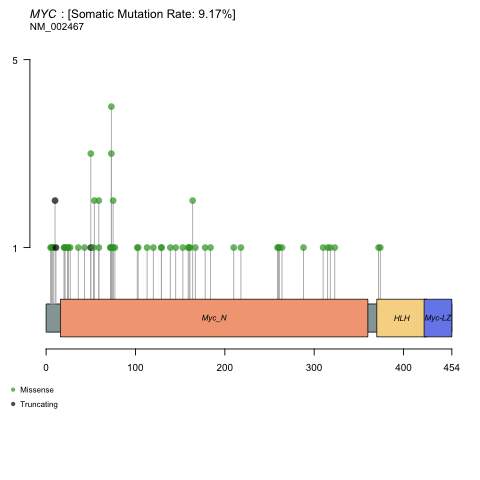 MYC : [Somatic Mutation Rate: 9.17%]
NM_002467
5
1
Myc_N
HLH
Myc-LZ
0 100 200 300 400 454
Missense
Truncating